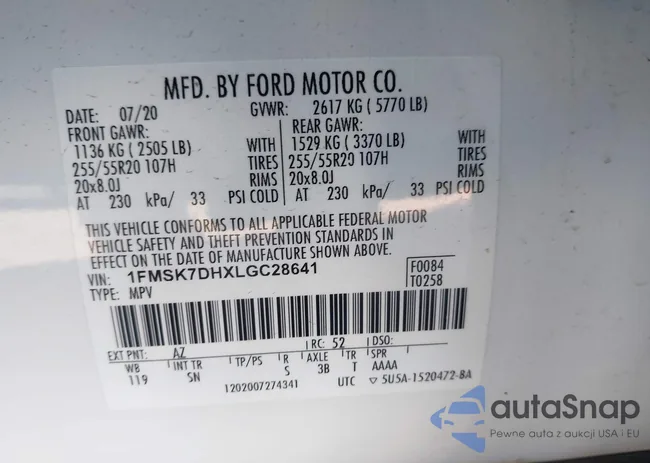 MFD. BY FORD MOTOR CO.
DATE: 07/20 GVWR: 2617 KG ( 5770 LB)
FRONT GAWR: REAR GAWR:
1136 KG ( 2505 LB) WITH 1529 KG ( 3370 LB) WITH
255/55R20 107H TIRES 255/55R20 107H TIRES
20x8.0J RIMS 20x8.0J RIMS
AT 230 kPa/ 33 PSI COLD AT 230 kPa/ 33 PSI COLD
THIS VEHICLE CONFORMS TO ALL APPLICABLE FEDERAL MOTOR
VEHICLE SAFETY AND THEFT PREVENTION STANDARDS IN
EFFECT ON THE DATE OF MANUFACTURE SHOWN ABOVE.
VIN: 1FMSK7DHXLGC28641 F0084
TYPE: MPV T0258
EXT PNT: AZ RC: 52 DSO:
WB INT TR TP/PS R AXLE TR SPR
119 SN S 3B T AAAA
1202007274341 UTC ▽ 5U5A-1520472-BA
autaSnap
Pewne auta z aukcji USA i EU